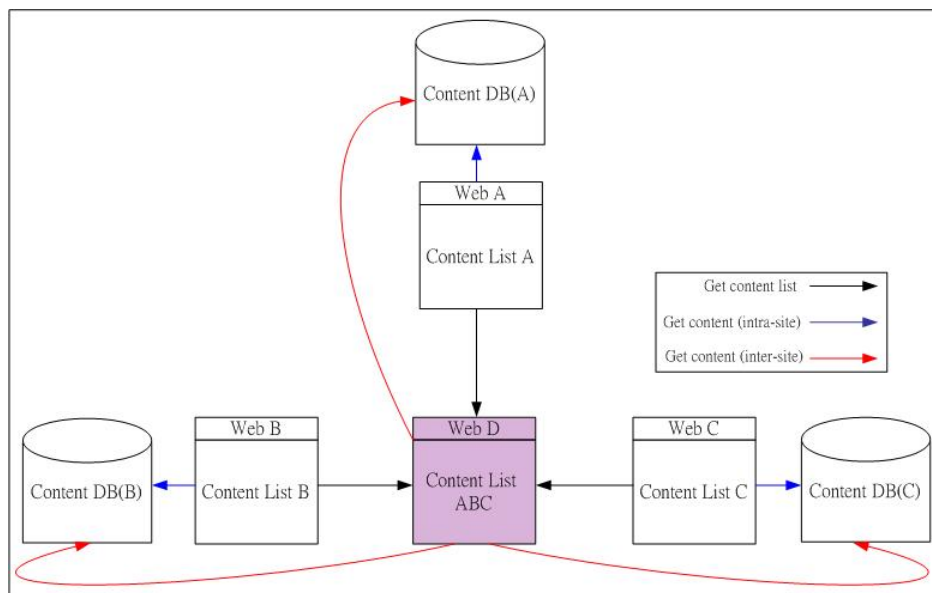 Content DB(A)
Web A
Content List A
Get content list
Get content (intra-site)
Get content (inter-site)
Web B
Web D
Web C
Content DB(B)
Content List B
Content List
ABC
Content List C
Content DB(C)